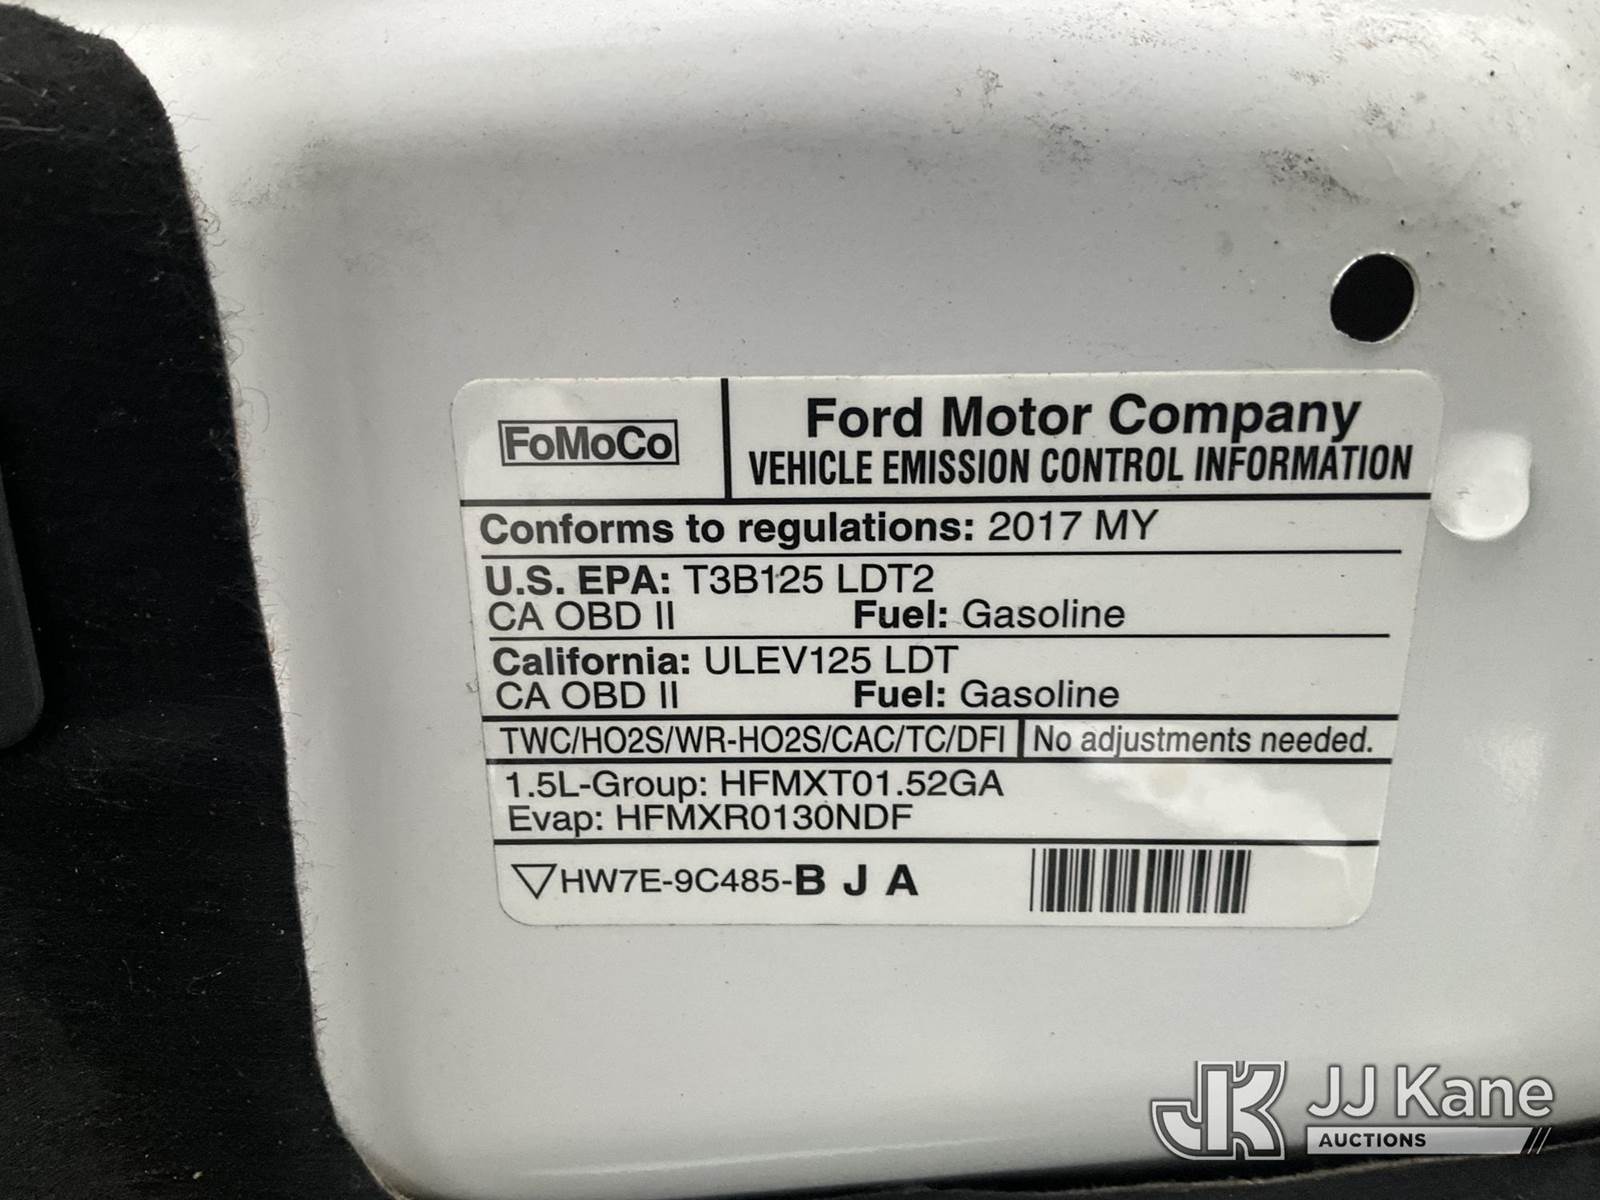 FoMoCo
Ford Motor Company
VEHICLE EMISSION CONTROL INFORMATION
Conforms to regulations: 2017 MY
U.S. EPA: T3B125 LDT2
CA OBD II Fuel: Gasoline
California: ULEV125 LDT
CA OBD II Fuel: Gasoline
TWC/HO2S/WR-HO2S/CAC/TC/DFI No adjustments needed.
1.5L-Group: HFMXT01.52GA
Evap: HFMXR0130NDF
HW7E-9C485-B J A
JK JJ Kane
AUCTIONS